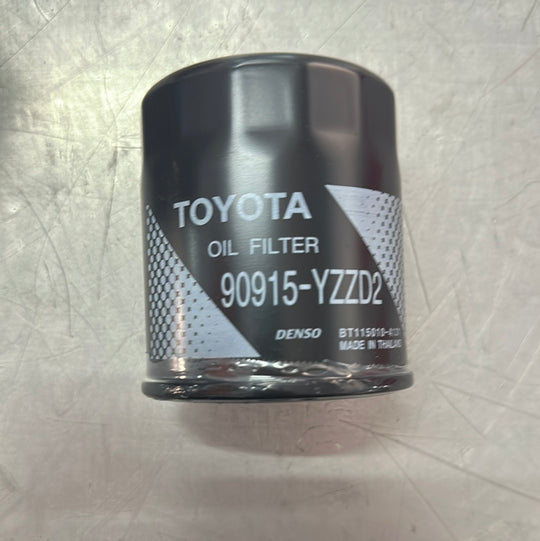 TOYOTA
OIL FILTER
90915-YZZD2
DENSO
MADE IN THAILAND